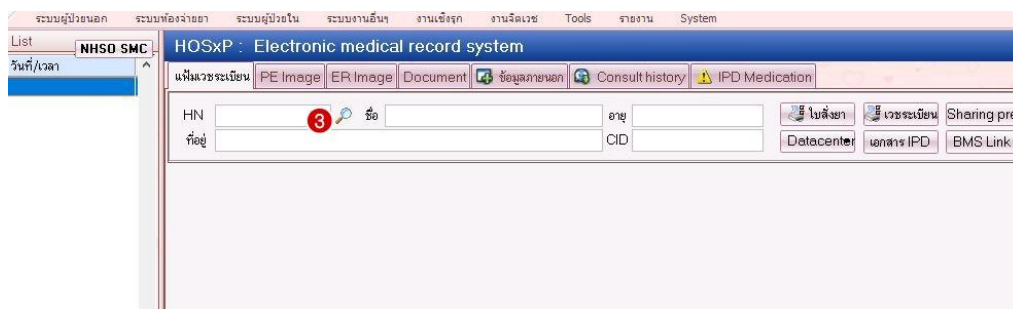 ระบบผู้ป่วยนอก ระบบห้องจ่ายยา ระบบผู้ป่วยใน ระบบงานอื่นๆ งานเชิงรุก งานจิตเวช Tools รายงาน System
List NHSO SMC
วันที่/เวลา
HOSxP : Electronic medical record system
แฟ้มเวชระเบียน PE Image ER Image Document ข้อมูลภายนอก Consult history IPD Medication
HN 3 ชื่อ อายุ ใบสั่งยา เวชระเบียน Sharing pre
ที่อยู่ CID Datacenter เอกสาร IPD BMS Link